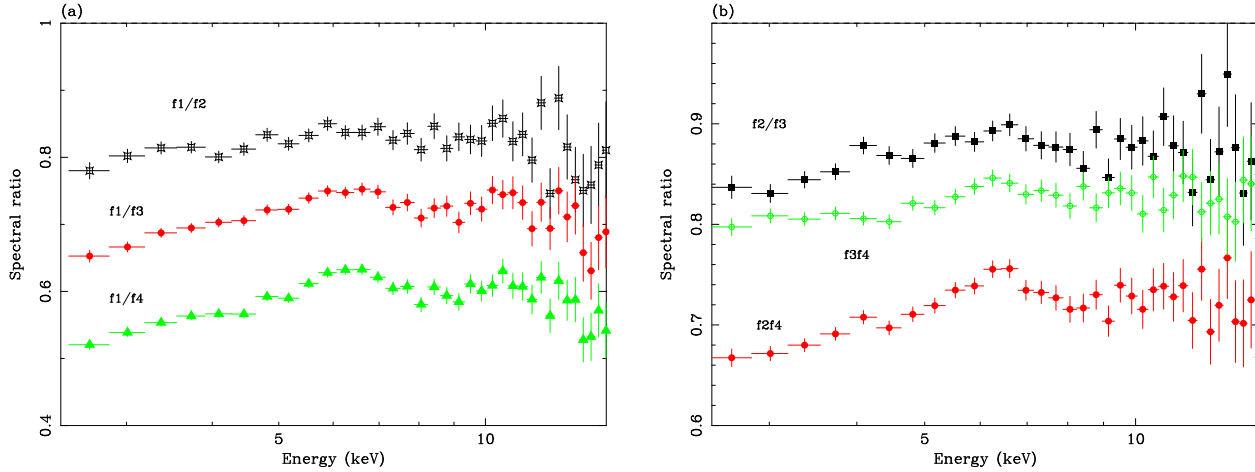 (a)
1
0.8
0.6
0.4
Spectral ratio
f1/f2
f1/f3
f1/f4
5
10
Energy (keV)
(b)
0.9
0.8
0.7
0.6
Spectral ratio
f2/f3
f3f4
f2f4
5
10
Energy (keV)